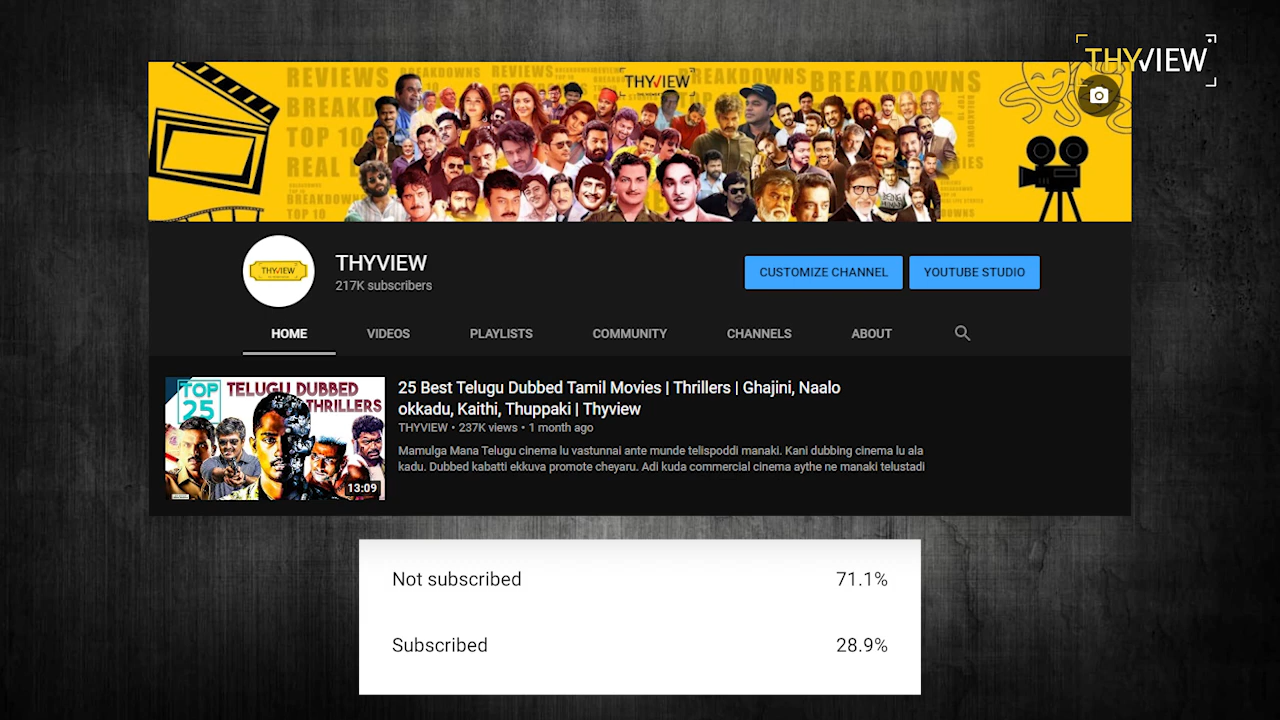 THYVIEW
REVIEWS BREAKDOWNS REVIEWS THYVIEW BREAKDOWNS BREAKDOWNS
TOP 10
REAL
BREAKDOWNS
TOP 10
THYVIEW
THYVIEW
217K subscribers
CUSTOMIZE CHANNEL
YOUTUBE STUDIO
HOME VIDEOS PLAYLISTS COMMUNITY CHANNELS ABOUT
TOP 25
TELUGU DUBBED
THRILLERS
13:09
25 Best Telugu Dubbed Tamil Movies | Thrillers | Ghajini, Naalo
okkadu, Kaithi, Thuppaki | Thyview
THYVIEW • 237K views • 1 month ago
Mamulga Mana Telugu cinema lu vastunnai ante munde telispoddi manaki. Kani dubbing cinema lu ala
kadu. Dubbed kabatti ekkuva promote cheyaru. Adi kuda commercial cinema aythe ne manaki telustadi
Not subscribed 71.1%
Subscribed 28.9%